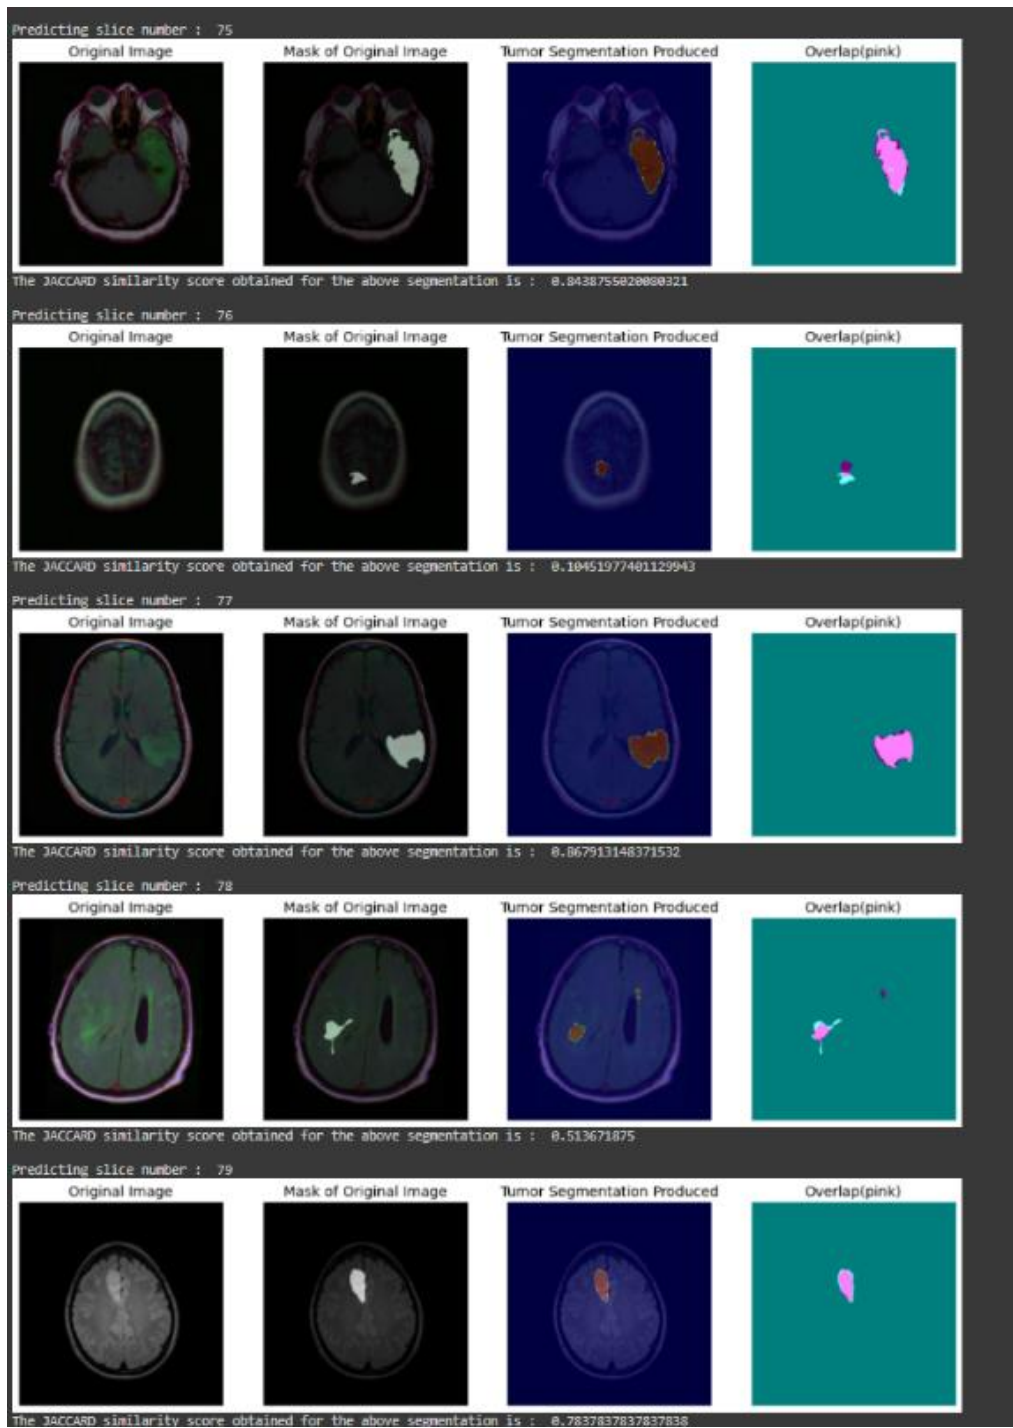 Predicting slice number : 75
Original Image Mask of Original Image Tumor Segmentation Produced Overlap(pink)
The JACCARD similarity score obtained for the above segmentation is : 0.8438755020080321
Predicting slice number : 76
Original Image Mask of Original Image Tumor Segmentation Produced Overlap(pink)
The JACCARD similarity score obtained for the above segmentation is : 0.10451977401129943
Predicting slice number : 77
Original Image Mask of Original Image Tumor Segmentation Produced Overlap(pink)
The JACCARD similarity score obtained for the above segmentation is : 0.867913148371532
Predicting slice number : 78
Original Image Mask of Original Image Tumor Segmentation Produced Overlap(pink)
The JACCARD similarity score obtained for the above segmentation is : 0.513671875
Predicting slice number : 79
Original Image Mask of Original Image Tumor Segmentation Produced Overlap(pink)
The JACCARD similarity score obtained for the above segmentation is : 0.7837837837837838